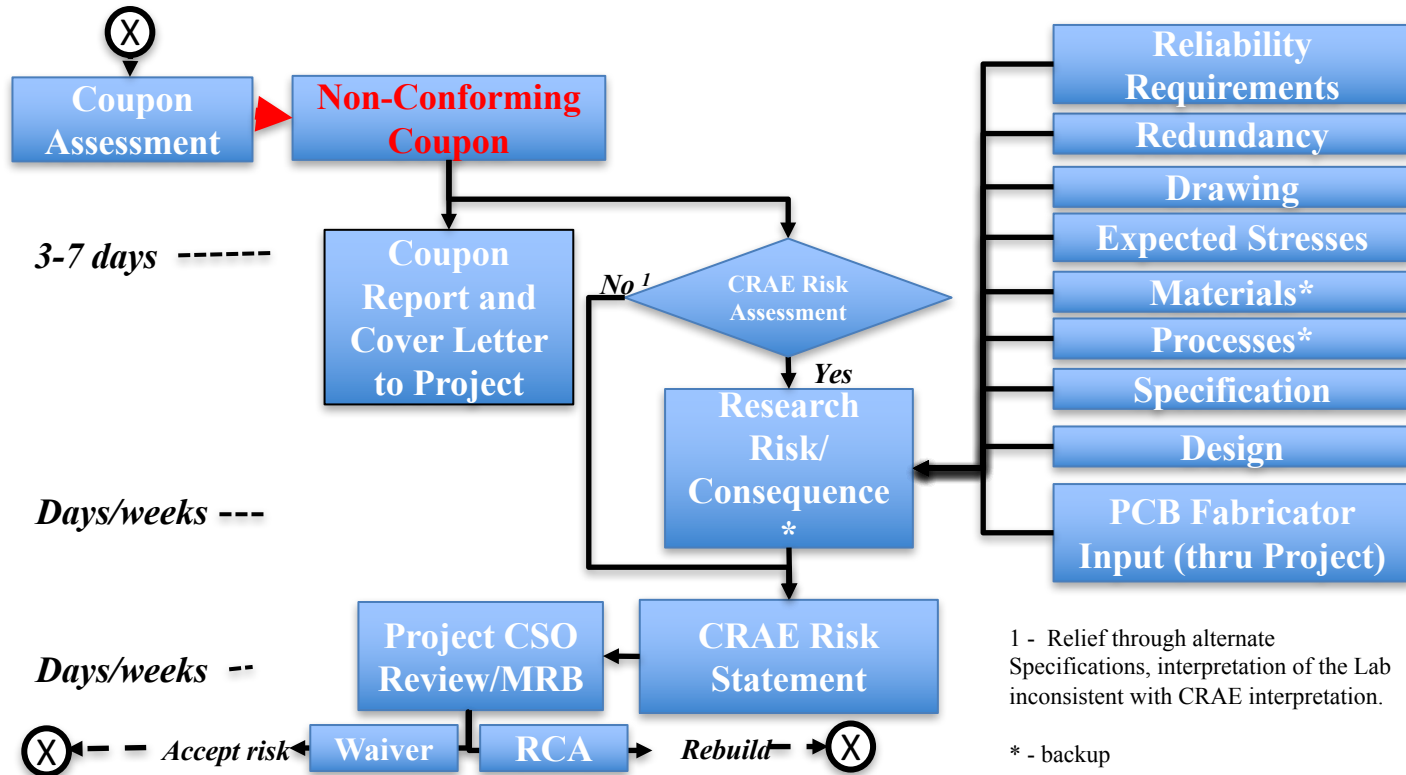 X
Coupon
Assessment
Non-Conforming
Coupon
Reliability
Requirements
Redundancy
Drawing
Expected Stresses
Materials*
Processes*
Specification
Design
PCB Fabricator
Input (thru Project)
3-7 days
Coupon
Report and
Cover Letter
to Project
No 1
CRAE Risk
Assessment
Yes
Research
Risk/
Consequence
*
Days/weeks
Days/weeks
Project CSO
Review/MRB
CRAE Risk
Statement
X
Accept risk
Waiver
RCA
Rebuild
X
1 - Relief through alternate
Specifications, interpretation of the Lab
inconsistent with CRAE interpretation.
* - backup